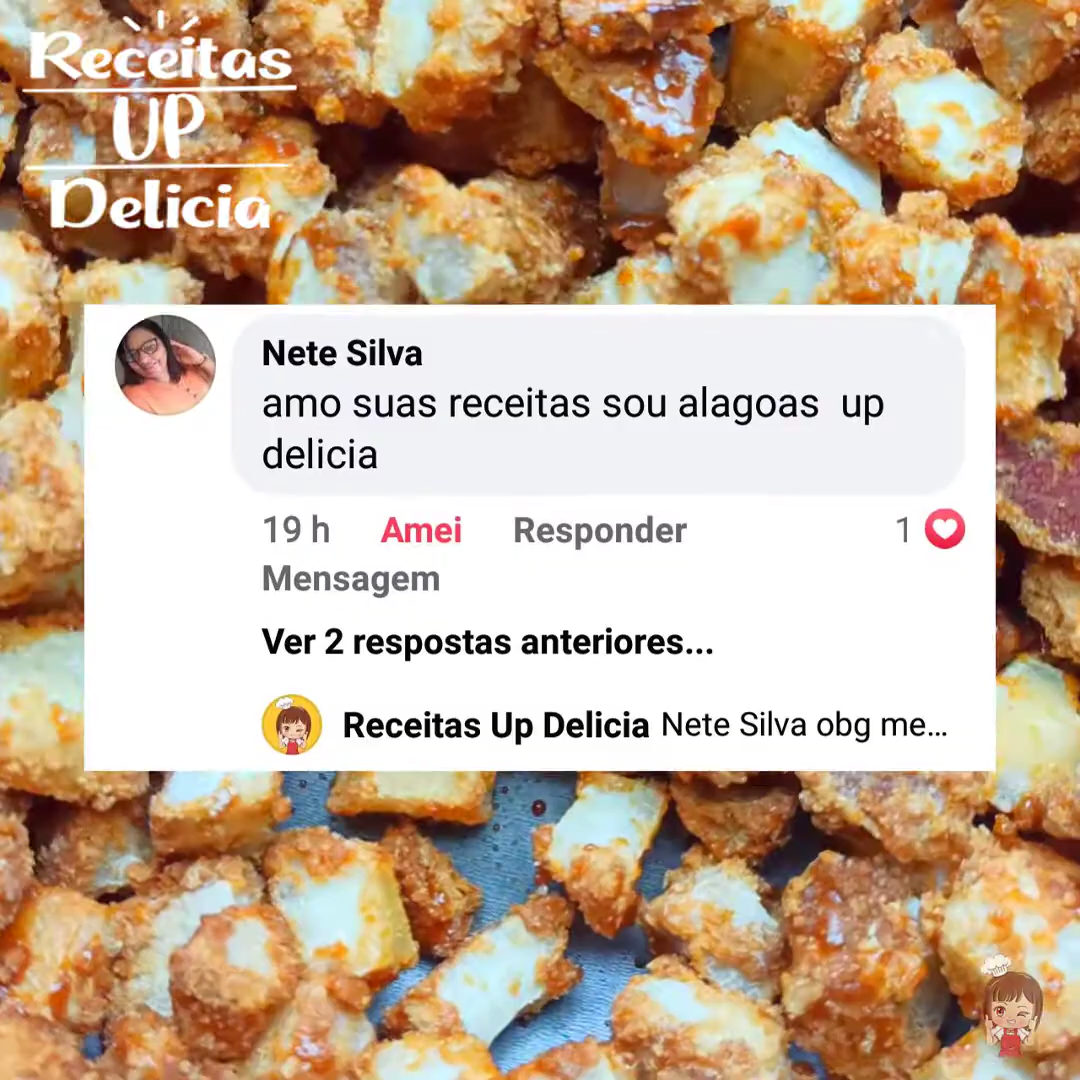 Receitas
UP
Delicia
Nete Silva
amo suas receitas sou alagoas up
delicia
19 h Amei Responder 1
Mensagem
Ver 2 respostas anteriores...
Receitas Up Delicia Nete Silva obg me...